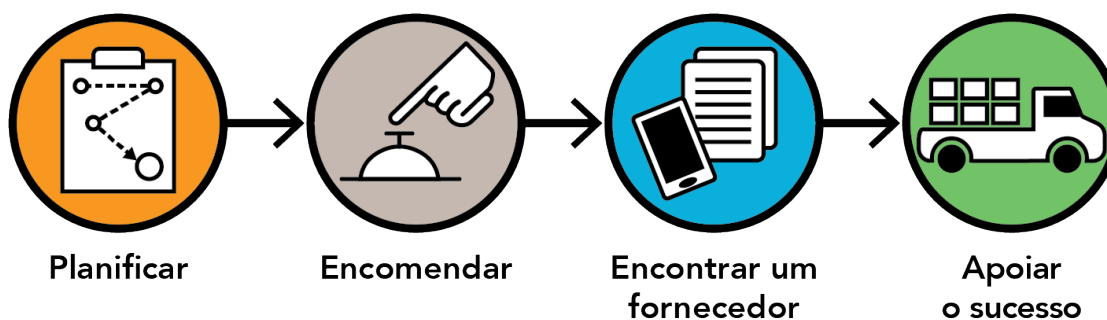 Planificar
Encomendar
Encontrar um
fornecedor
Apoiar
o sucesso